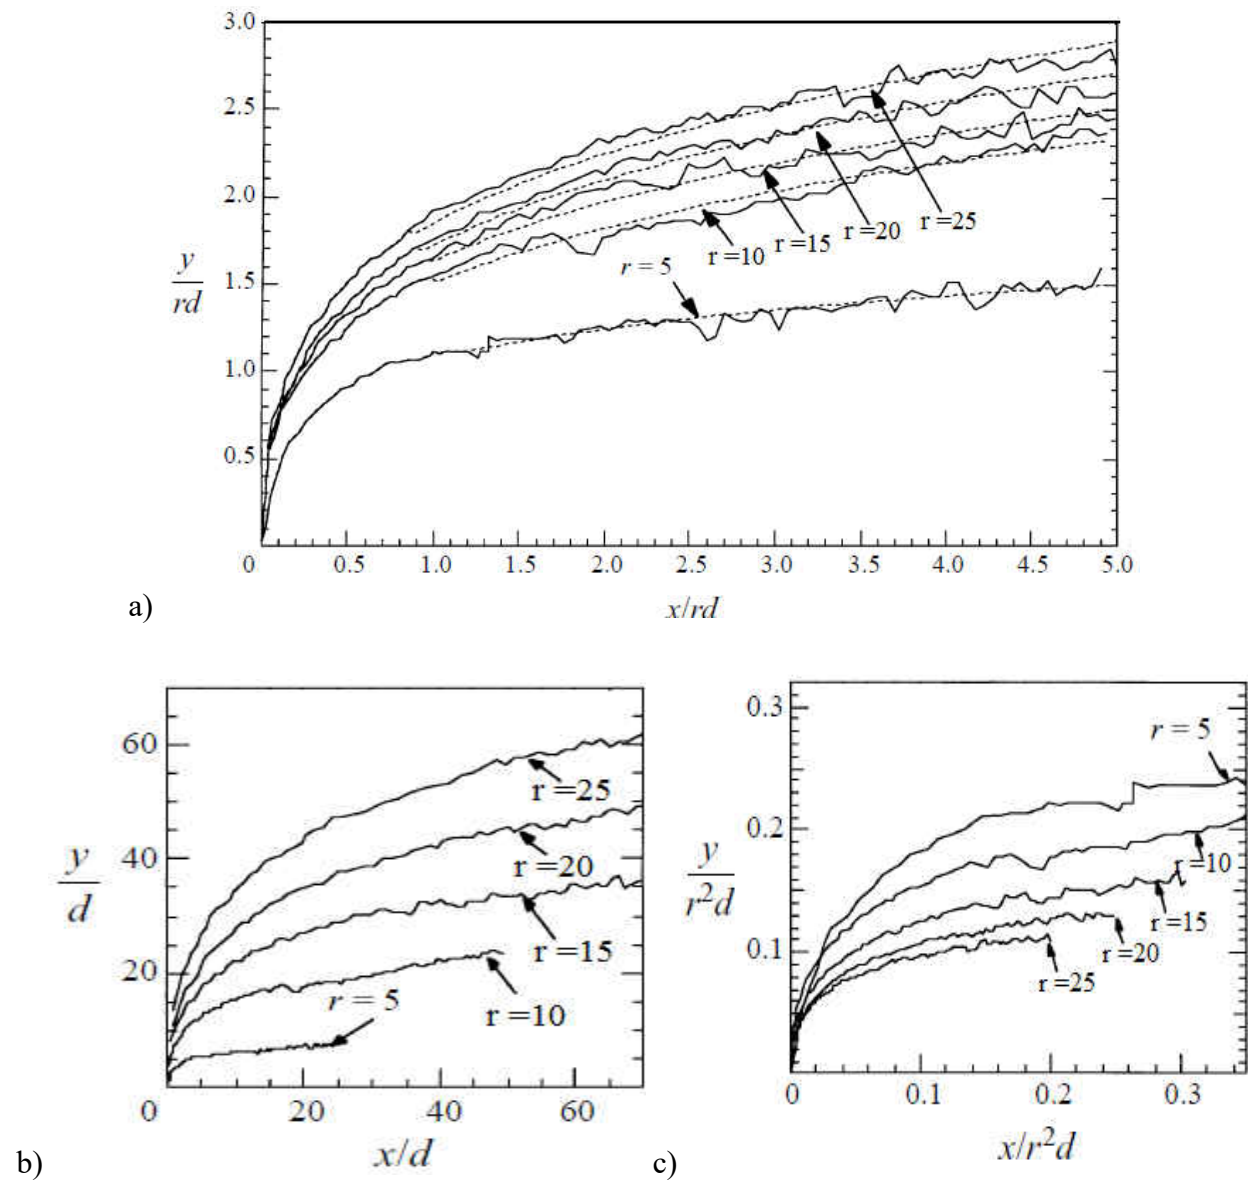 3.0
2.5
2.0
1.5
1.0
0.5
y
rd
r = 5
r =10
r =15
r =20
r =25
0 0.5 1.0 1.5 2.0 2.5 3.0 3.5 4.0 4.5 5.0
x/rd
a)
60
40
20
y
d
r =25
r =20
r =15
r = 5
r =10
0 20 40 60
x/d
b)
0.3
0.2
0.1
y
r²d
r = 5
r =10
r =15
r =20
r =25
0 0.1 0.2 0.3
x/r²d
c)